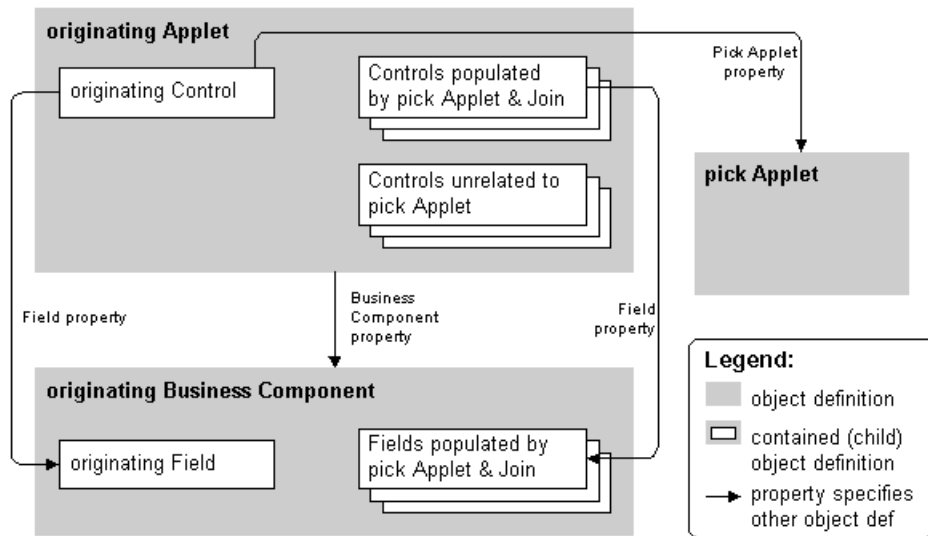 originating Applet
originating Control
Controls populated
by pick Applet & Join
Controls unrelated to
pick Applet
Pick Applet
property
pick Applet
Field property
Business
Component
property
Field
property
originating Business Component
originating Field
Fields populated by
pick Applet & Join
Legend:
object definition
contained (child)
object definition
property specifies
other object def